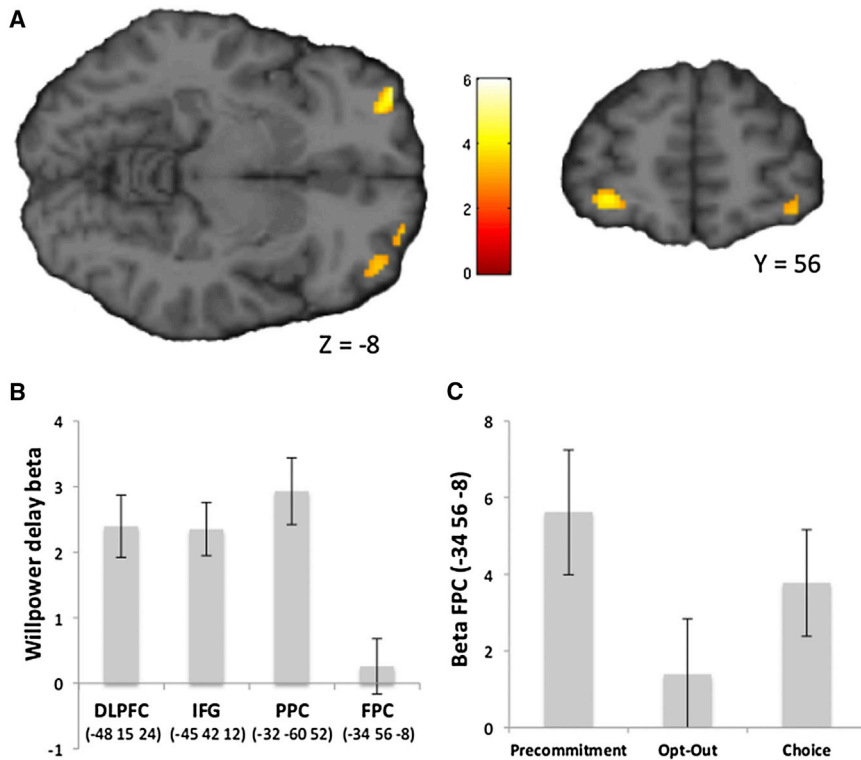 A
6
4
2
0
Z = -8
Y = 56
B
Willpower delay beta
4
3
2
1
0
-1
DLPFC IFG PPC FPC
(-48 15 24) (-45 42 12) (-32 -60 52) (-34 56 -8)
C
Beta FPC (-34 56 -8)
8
6
4
2
0
Precommitment Opt-Out Choice